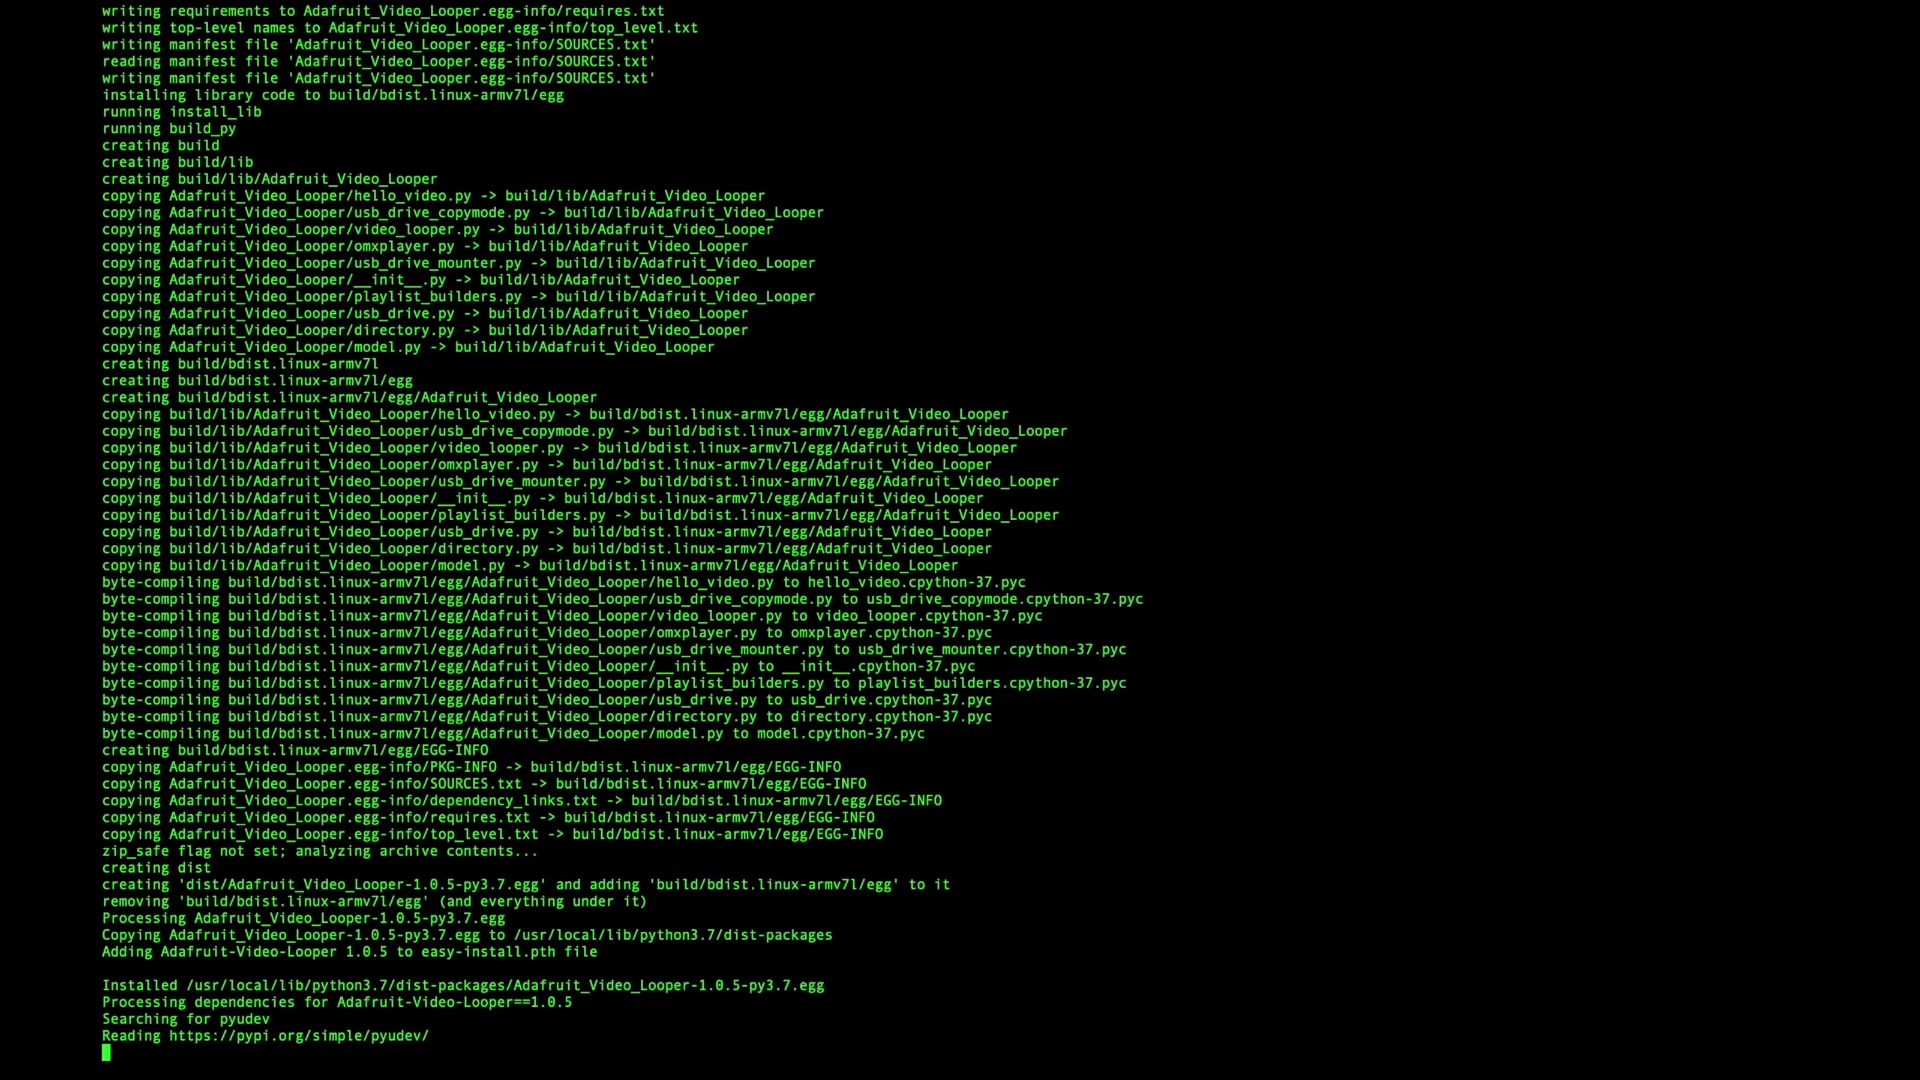 writing requirements to Adafruit_Video_Looper.egg-info/requires.txt
writing top-level names to Adafruit_Video_Looper.egg-info/top_level.txt
writing manifest file 'Adafruit_Video_Looper.egg-info/SOURCES.txt'
reading manifest file 'Adafruit_Video_Looper.egg-info/SOURCES.txt'
writing manifest file 'Adafruit_Video_Looper.egg-info/SOURCES.txt'
installing library code to build/bdist.linux-armv7l/egg
running install_lib
running build_py
creating build
creating build/lib
creating build/lib/Adafruit_Video_Looper
copying Adafruit_Video_Looper/hello_video.py -> build/lib/Adafruit_Video_Looper
copying Adafruit_Video_Looper/usb_drive_copymode.py -> build/lib/Adafruit_Video_Looper
copying Adafruit_Video_Looper/video_looper.py -> build/lib/Adafruit_Video_Looper
copying Adafruit_Video_Looper/omxplayer.py -> build/lib/Adafruit_Video_Looper
copying Adafruit_Video_Looper/usb_drive_mounter.py -> build/lib/Adafruit_Video_Looper
copying Adafruit_Video_Looper/__init__.py -> build/lib/Adafruit_Video_Looper
copying Adafruit_Video_Looper/playlist_builders.py -> build/lib/Adafruit_Video_Looper
copying Adafruit_Video_Looper/usb_drive.py -> build/lib/Adafruit_Video_Looper
copying Adafruit_Video_Looper/directory.py -> build/lib/Adafruit_Video_Looper
copying Adafruit_Video_Looper/model.py -> build/lib/Adafruit_Video_Looper
creating build/bdist.linux-armv7l
creating build/bdist.linux-armv7l/egg
creating build/bdist.linux-armv7l/egg/Adafruit_Video_Looper
copying build/lib/Adafruit_Video_Looper/hello_video.py -> build/bdist.linux-armv7l/egg/Adafruit_Video_Looper
copying build/lib/Adafruit_Video_Looper/usb_drive_copymode.py -> build/bdist.linux-armv7l/egg/Adafruit_Video_Looper
copying build/lib/Adafruit_Video_Looper/video_looper.py -> build/bdist.linux-armv7l/egg/Adafruit_Video_Looper
copying build/lib/Adafruit_Video_Looper/omxplayer.py -> build/bdist.linux-armv7l/egg/Adafruit_Video_Looper
copying build/lib/Adafruit_Video_Looper/usb_drive_mounter.py -> build/bdist.linux-armv7l/egg/Adafruit_Video_Looper
copying build/lib/Adafruit_Video_Looper/__init__.py -> build/bdist.linux-armv7l/egg/Adafruit_Video_Looper
copying build/lib/Adafruit_Video_Looper/playlist_builders.py -> build/bdist.linux-armv7l/egg/Adafruit_Video_Looper
copying build/lib/Adafruit_Video_Looper/usb_drive.py -> build/bdist.linux-armv7l/egg/Adafruit_Video_Looper
copying build/lib/Adafruit_Video_Looper/directory.py -> build/bdist.linux-armv7l/egg/Adafruit_Video_Looper
copying build/lib/Adafruit_Video_Looper/model.py -> build/bdist.linux-armv7l/egg/Adafruit_Video_Looper
byte-compiling build/bdist.linux-armv7l/egg/Adafruit_Video_Looper/hello_video.py to hello_video.cpython-37.pyc
byte-compiling build/bdist.linux-armv7l/egg/Adafruit_Video_Looper/usb_drive_copymode.py to usb_drive_copymode.cpython-37.pyc
byte-compiling build/bdist.linux-armv7l/egg/Adafruit_Video_Looper/video_looper.py to video_looper.cpython-37.pyc
byte-compiling build/bdist.linux-armv7l/egg/Adafruit_Video_Looper/omxplayer.py to omxplayer.cpython-37.pyc
byte-compiling build/bdist.linux-armv7l/egg/Adafruit_Video_Looper/usb_drive_mounter.py to usb_drive_mounter.cpython-37.pyc
byte-compiling build/bdist.linux-armv7l/egg/Adafruit_Video_Looper/__init__.py to __init__.cpython-37.pyc
byte-compiling build/bdist.linux-armv7l/egg/Adafruit_Video_Looper/playlist_builders.py to playlist_builders.cpython-37.pyc
byte-compiling build/bdist.linux-armv7l/egg/Adafruit_Video_Looper/usb_drive.py to usb_drive.cpython-37.pyc
byte-compiling build/bdist.linux-armv7l/egg/Adafruit_Video_Looper/directory.py to directory.cpython-37.pyc
byte-compiling build/bdist.linux-armv7l/egg/Adafruit_Video_Looper/model.py to model.cpython-37.pyc
creating build/bdist.linux-armv7l/egg/EGG-INFO
copying Adafruit_Video_Looper.egg-info/PKG-INFO -> build/bdist.linux-armv7l/egg/EGG-INFO
copying Adafruit_Video_Looper.egg-info/SOURCES.txt -> build/bdist.linux-armv7l/egg/EGG-INFO
copying Adafruit_Video_Looper.egg-info/dependency_links.txt -> build/bdist.linux-armv7l/egg/EGG-INFO
copying Adafruit_Video_Looper.egg-info/requires.txt -> build/bdist.linux-armv7l/egg/EGG-INFO
copying Adafruit_Video_Looper.egg-info/top_level.txt -> build/bdist.linux-armv7l/egg/EGG-INFO
zip_safe flag not set; analyzing archive contents...
creating dist
creating 'dist/Adafruit_Video_Looper-1.0.5-py3.7.egg' and adding 'build/bdist.linux-armv7l/egg' to it
removing 'build/bdist.linux-armv7l/egg' (and everything under it)
Processing Adafruit_Video_Looper-1.0.5-py3.7.egg
Copying Adafruit_Video_Looper-1.0.5-py3.7.egg to /usr/local/lib/python3.7/dist-packages
Adding Adafruit-Video-Looper 1.0.5 to easy-install.pth file
Installed /usr/local/lib/python3.7/dist-packages/Adafruit_Video_Looper-1.0.5-py3.7.egg
Processing dependencies for Adafruit-Video-Looper==1.0.5
Searching for pyudev
Reading https://pypi.org/simple/pyudev/